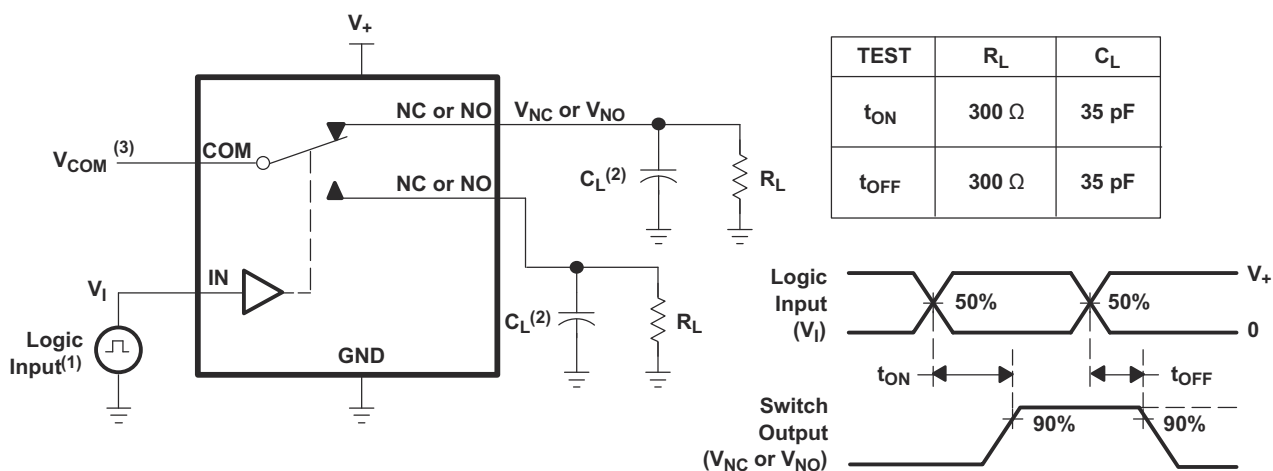 V+
NC or NO
VNC or VNO
VCOM (3)
COM
CL(2)
RL
NC or NO
VI
IN
CL(2)
RL
Logic
Input(1)
GND
TEST RL CL
tON 300 Ω 35 pF
tOFF 300 Ω 35 pF
Logic
Input
(VI)
50%
50%
V+
0
tON
tOFF
Switch
Output
(VNC or VNO)
90%
90%